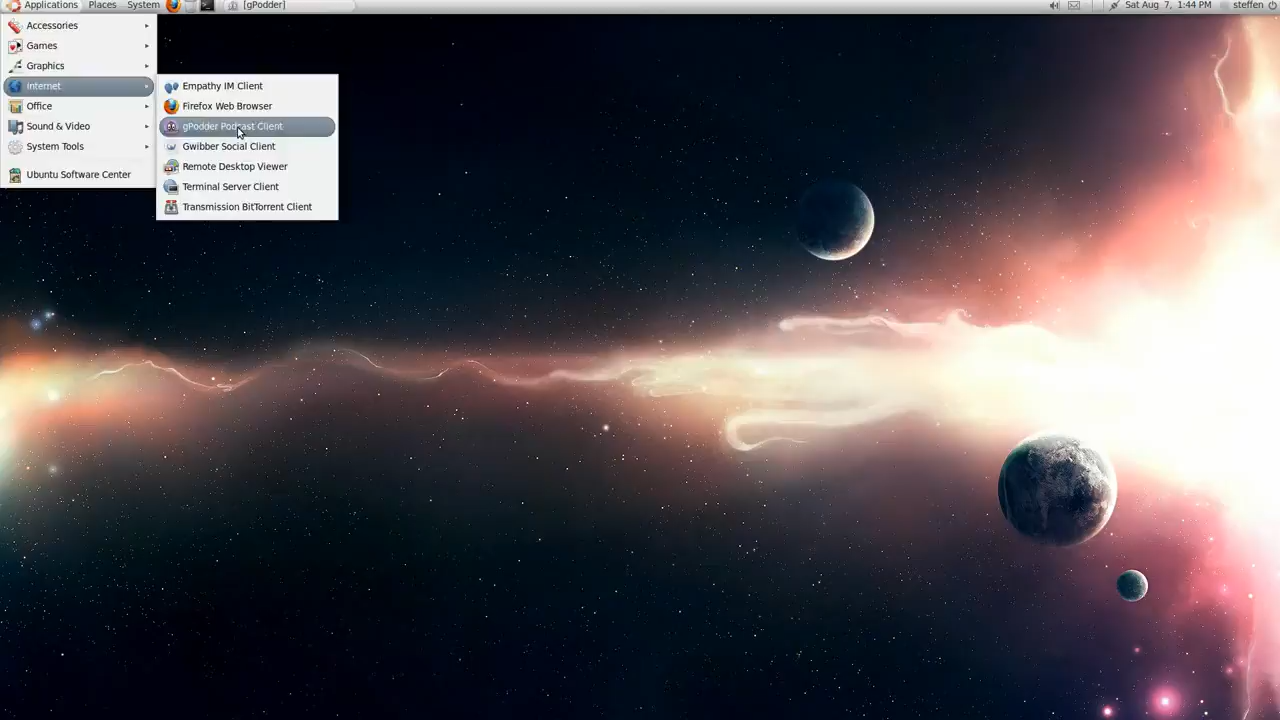 Applications Places System [gPodder] Sat Aug 7, 1:44 PM steffen
Accessories
Games
Graphics
Internet
Office
Sound & Video
System Tools
Ubuntu Software Center
Empathy IM Client
Firefox Web Browser
gPodder Podcast Client
Gwibber Social Client
Remote Desktop Viewer
Terminal Server Client
Transmission BitTorrent Client